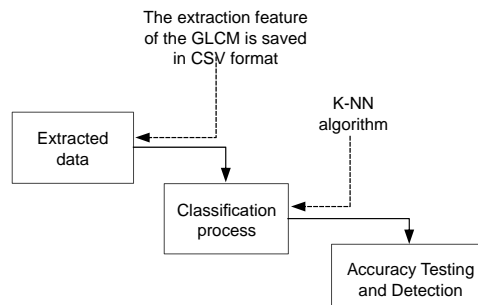 The extraction feature
of the GLCM is saved
in CSV format
K-NN
algorithm
Extracted
data
Classification
process
Accuracy Testing
and Detection